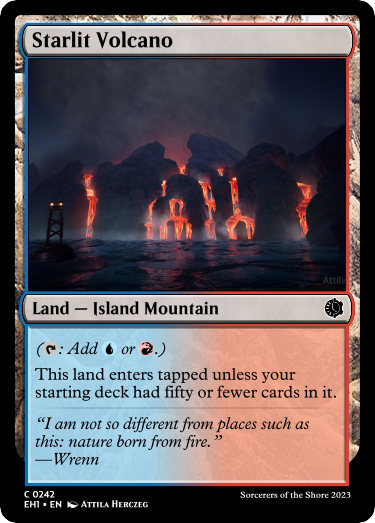 Starlit Volcano
Attila
Land — Island Mountain
(: Add or .)
This land enters tapped unless your
starting deck had fifty or fewer cards in it.
“I am not so different from places such as
this: nature born from fire.”
—Wrenn
C 0242
EH1 • EN Attila Herczeg
Sorcerers of the Shore 2023